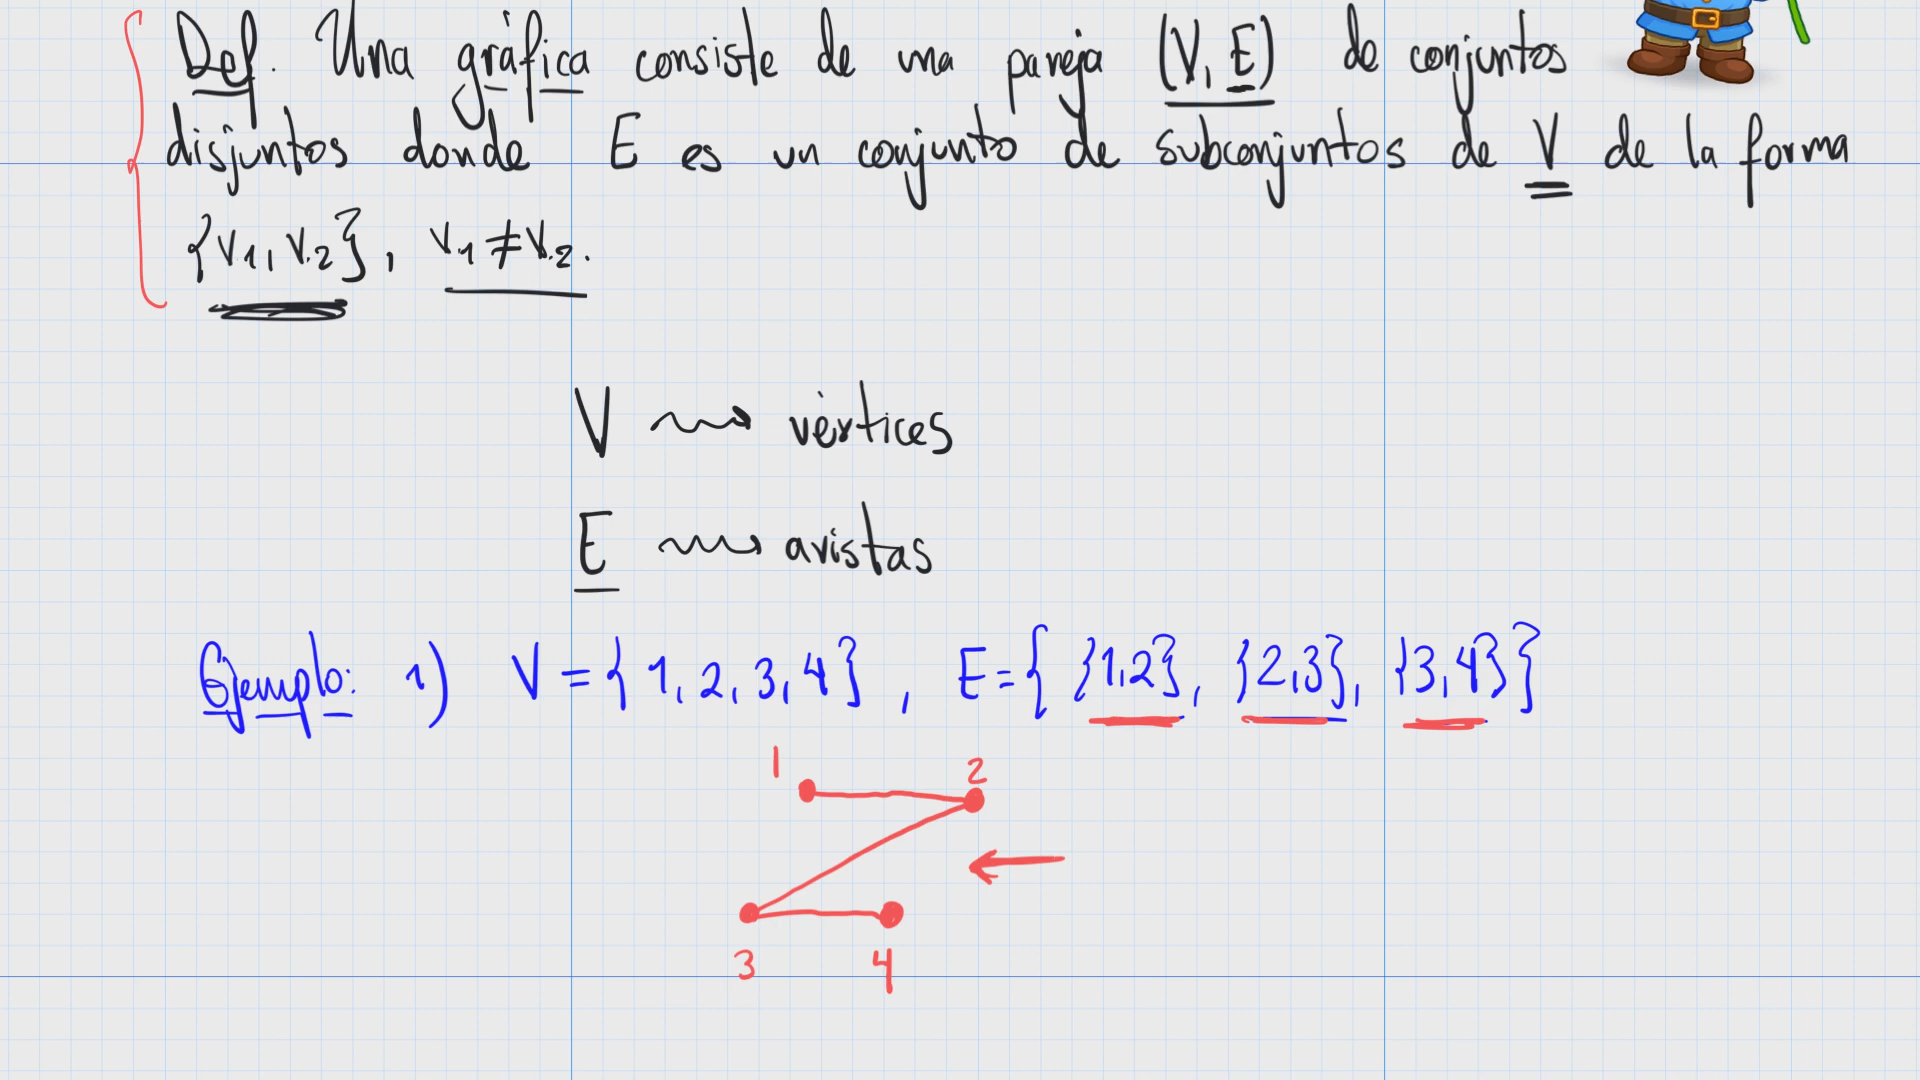 Def. Una gráfica consiste de una pareja (V, E) de conjuntos
disjuntos donde E es un conjunto de subconjuntos de V de la forma
{v1, v2}, v1 ≠ v2.
V ⇝ vértices
E ⇝ aristas
Ejemplo: 1) V = {1, 2, 3, 4}, E = { {1,2}, {2,3}, {3,4} }
1 2
3 4